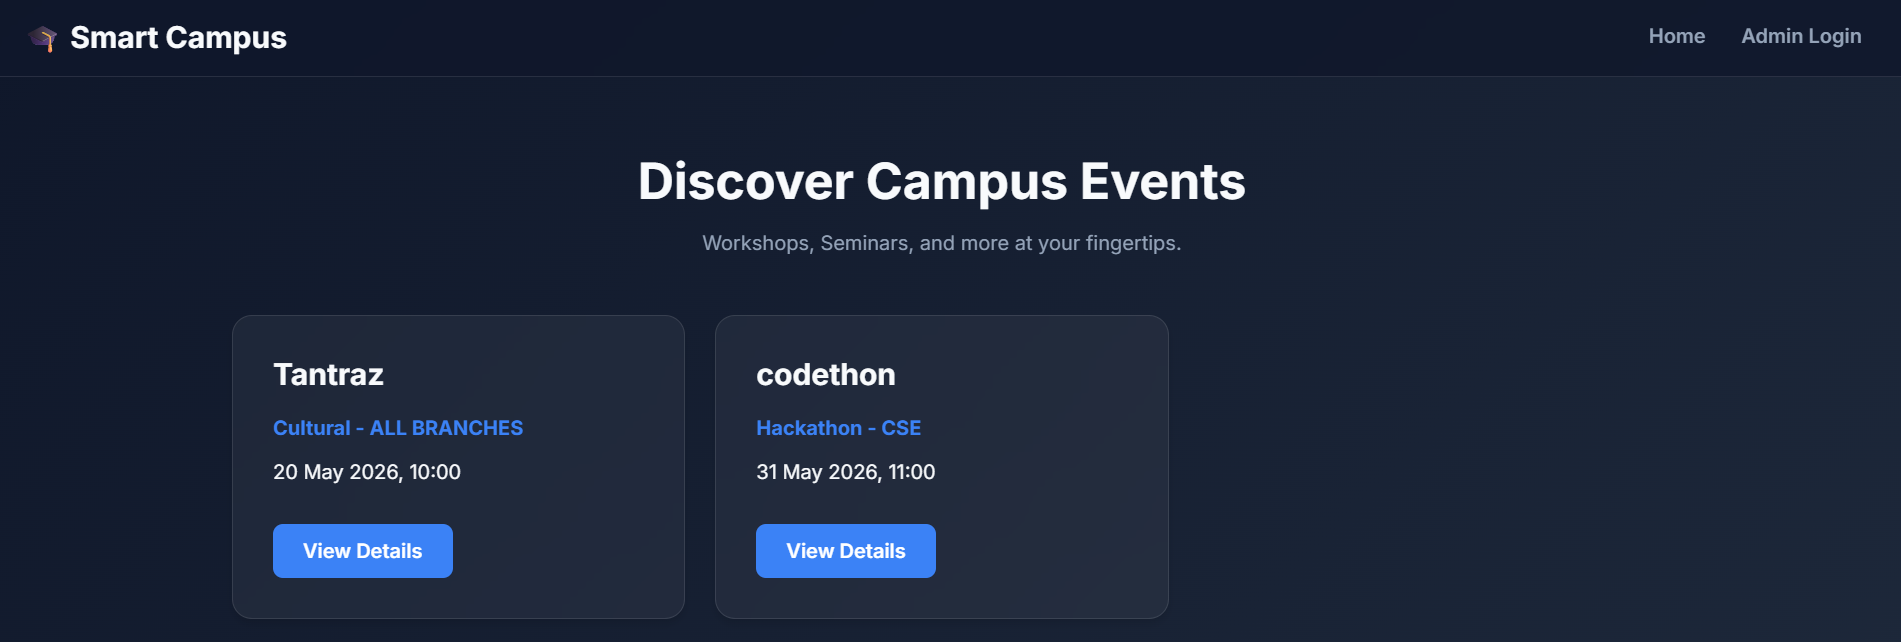 Smart Campus
Home
Admin Login
Discover Campus Events
Workshops, Seminars, and more at your fingertips.
Tantraz
Cultural - ALL BRANCHES
20 May 2026, 10:00
View Details
codethon
Hackathon - CSE
31 May 2026, 11:00
View Details